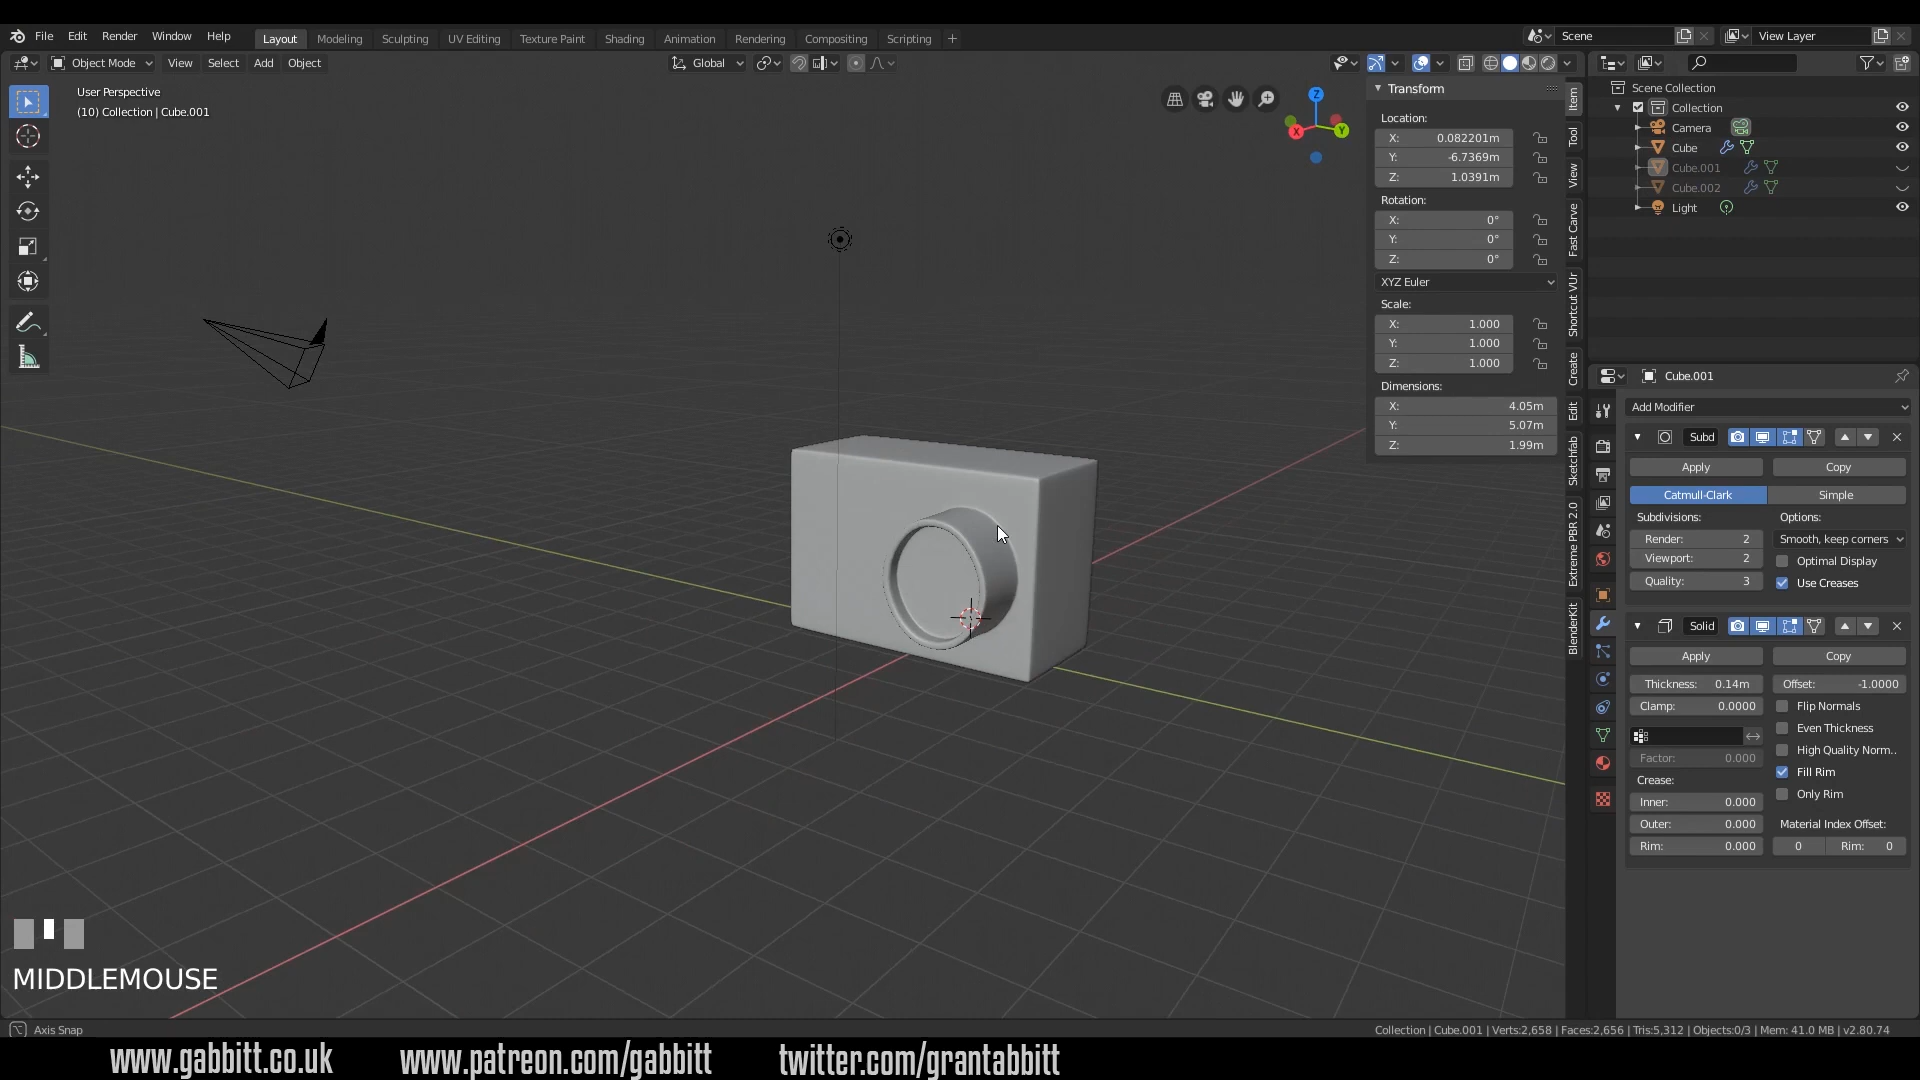 File Edit Render Window Help Layout Modeling Sculpting UV Editing Texture Paint Shading Animation Rendering Compositing Scripting + Scene View Layer
Object Mode View Select Add Object Global
User Perspective
(10) Collection | Cube.001
X
Y
Z
Transform
Location:
X: 0.082201m
Y: -6.7369m
Z: 1.0391m
Rotation:
X: 0°
Y: 0°
Z: 0°
XYZ Euler
Scale:
X: 1.000
Y: 1.000
Z: 1.000
Dimensions:
X: 4.05m
Y: 5.07m
Z: 1.99m
Item
Tool
View
Fast Carve
Shortcut VUr
Create
Edit
Sketchfab
Extreme PBR 2.0
BlenderKit
Scene Collection
Collection
Camera
Cube
Cube.001
Cube.002
Light
Cube.001
Add Modifier
Subd
Apply Copy
Catmull-Clark Simple
Subdivisions: Options:
Render: 2 Smooth, keep corners
Viewport: 2 Optimal Display
Quality: 3 Use Creases
Solid
Apply Copy
Thickness: 0.14m Offset: -1.0000
Clamp: 0.0000 Flip Normals
Even Thickness
High Quality Norm..
Factor: 0.000
Fill Rim
Crease:
Only Rim
Inner: 0.000
Outer: 0.000 Material Index Offset:
Rim: 0.000 0 Rim: 0
MIDDLEMOUSE
Axis Snap
Collection | Cube.001 | Verts:2,658 | Faces:2,656 | Tris:5,312 | Objects:0/3 | Mem: 41.0 MB | v2.80.74
www.gabbitt.co.uk www.patreon.com/gabbitt twitter.com/grantabbitt